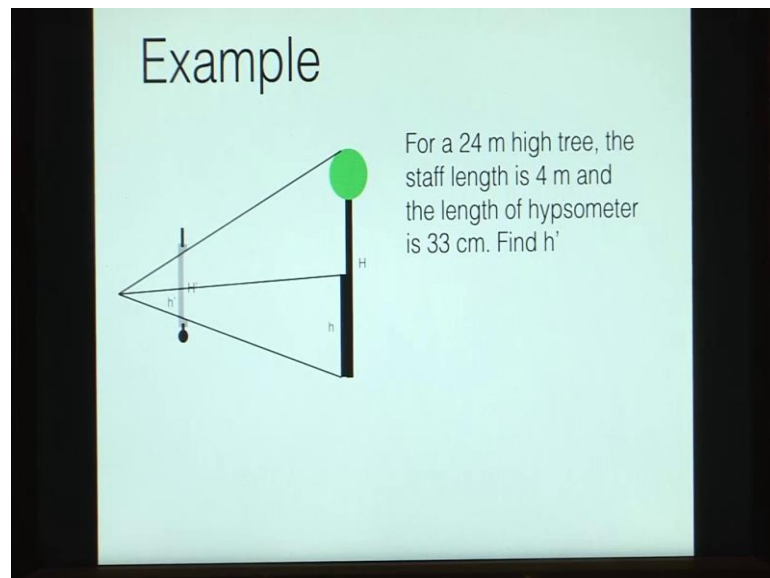 Example
For a 24 m high tree, the
staff length is 4 m and
the length of hypsometer
is 33 cm. Find h’
H
H'
h'
h